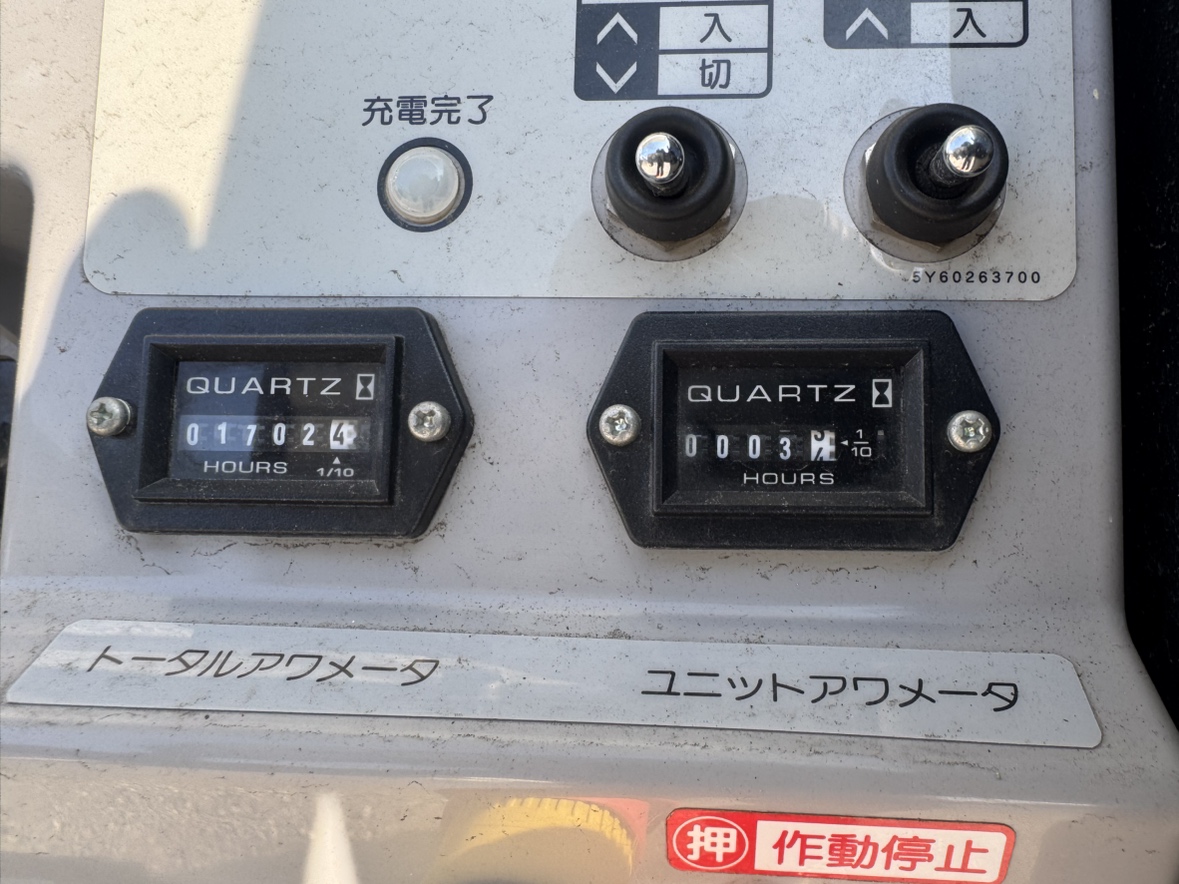 入
切
入
充電完了
5Y60263700
QUARTZ
017024
HOURS 1/10
QUARTZ
0003
1/10
HOURS
トータルアワメータ
ユニットアワメータ
押 作動停止